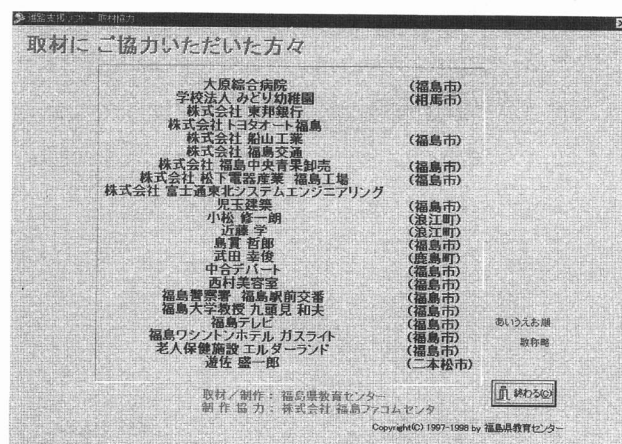 進路支援ソフト - 取材協力
取材に ご協力いただいた方々
大原綜合病院 (福島市)
学校法人 みどり幼稚園 (相馬市)
株式会社 東邦銀行
株式会社 トヨタオート福島
株式会社 船山工業 (福島市)
株式会社 福島交通
株式会社 福島中央青果卸売 (福島市)
株式会社 松下電器産業 福島工場 (福島市)
株式会社 富士通東北システムエンジニアリング
児玉建築 (福島市)
小松 修一朗 (浪江町)
近藤 学 (浪江町)
島貫 哲郎 (福島市)
武田 幸俊 (鹿島町)
中合デパート (福島市)
西村美容室 (福島市)
福島警察署 福島駅前交番 (福島市)
福島大学教授 九頭見 和夫 (福島市)
福島テレビ (福島市)
福島ワシントンホテル ガスライト (福島市)
老人保健施設 エルダーランド (福島市)
遊佐 盛一郎 (二本松市)
あいうえお順
敬称略
取材/制作: 福島県教育センター
制作協力: 株式会社 福島ファコムセンタ
終わる(Q)
Copyright(C) 1997-1998 by 福島県教育センター